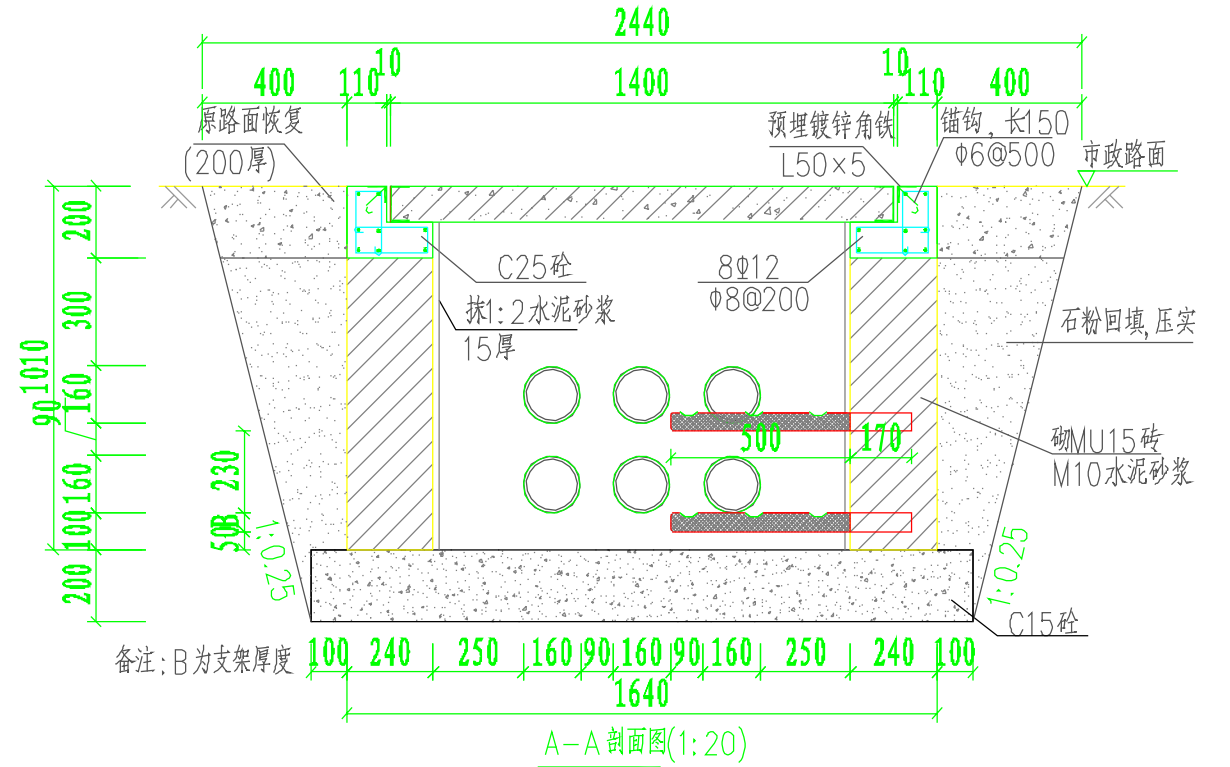 2440
400 110 10 1400 10 110 400
原路面恢复
(200厚)
预埋镀锌角铁
L50×5
锚钩, 长150
Φ6@500
市政路面
C25砼
8Φ12
Φ8@200
抹1:2水泥砂浆
15厚
石粉回填,压实
砌MU15砖
M10水泥砂浆
200
300
160
90
160
100
200
1010
230
B
50
500 170
1:0.25
1:0.25
C15砼
备注:B为支架厚度
100 240 250 160 90 160 90 160 250 240 100
1640
A-A剖面图(1:20)